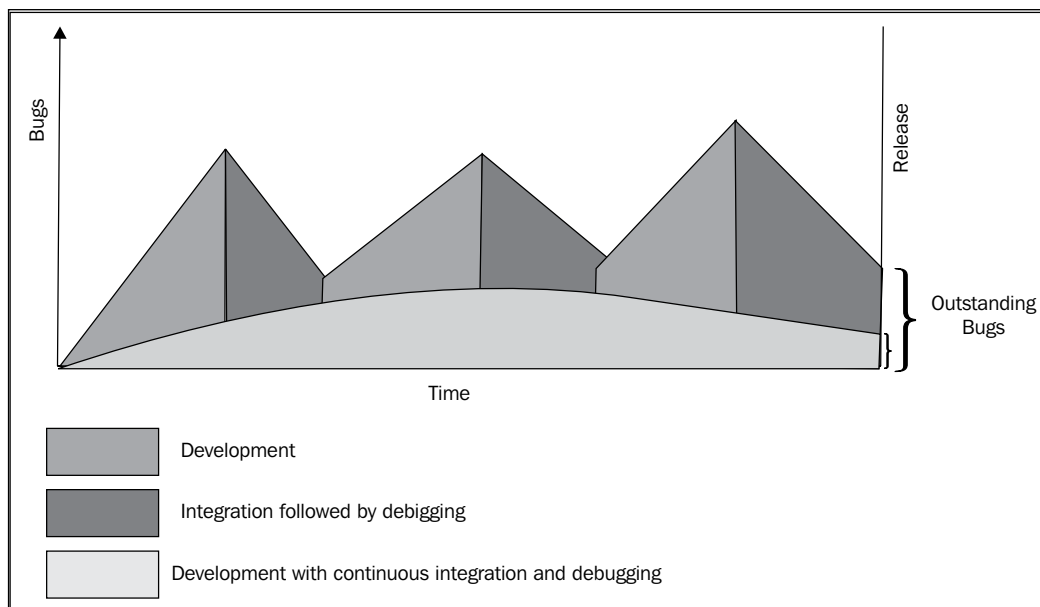 Bugs
Release
Outstanding
Bugs
Time
Development
Integration followed by debigging
Development with continuous integration and debugging